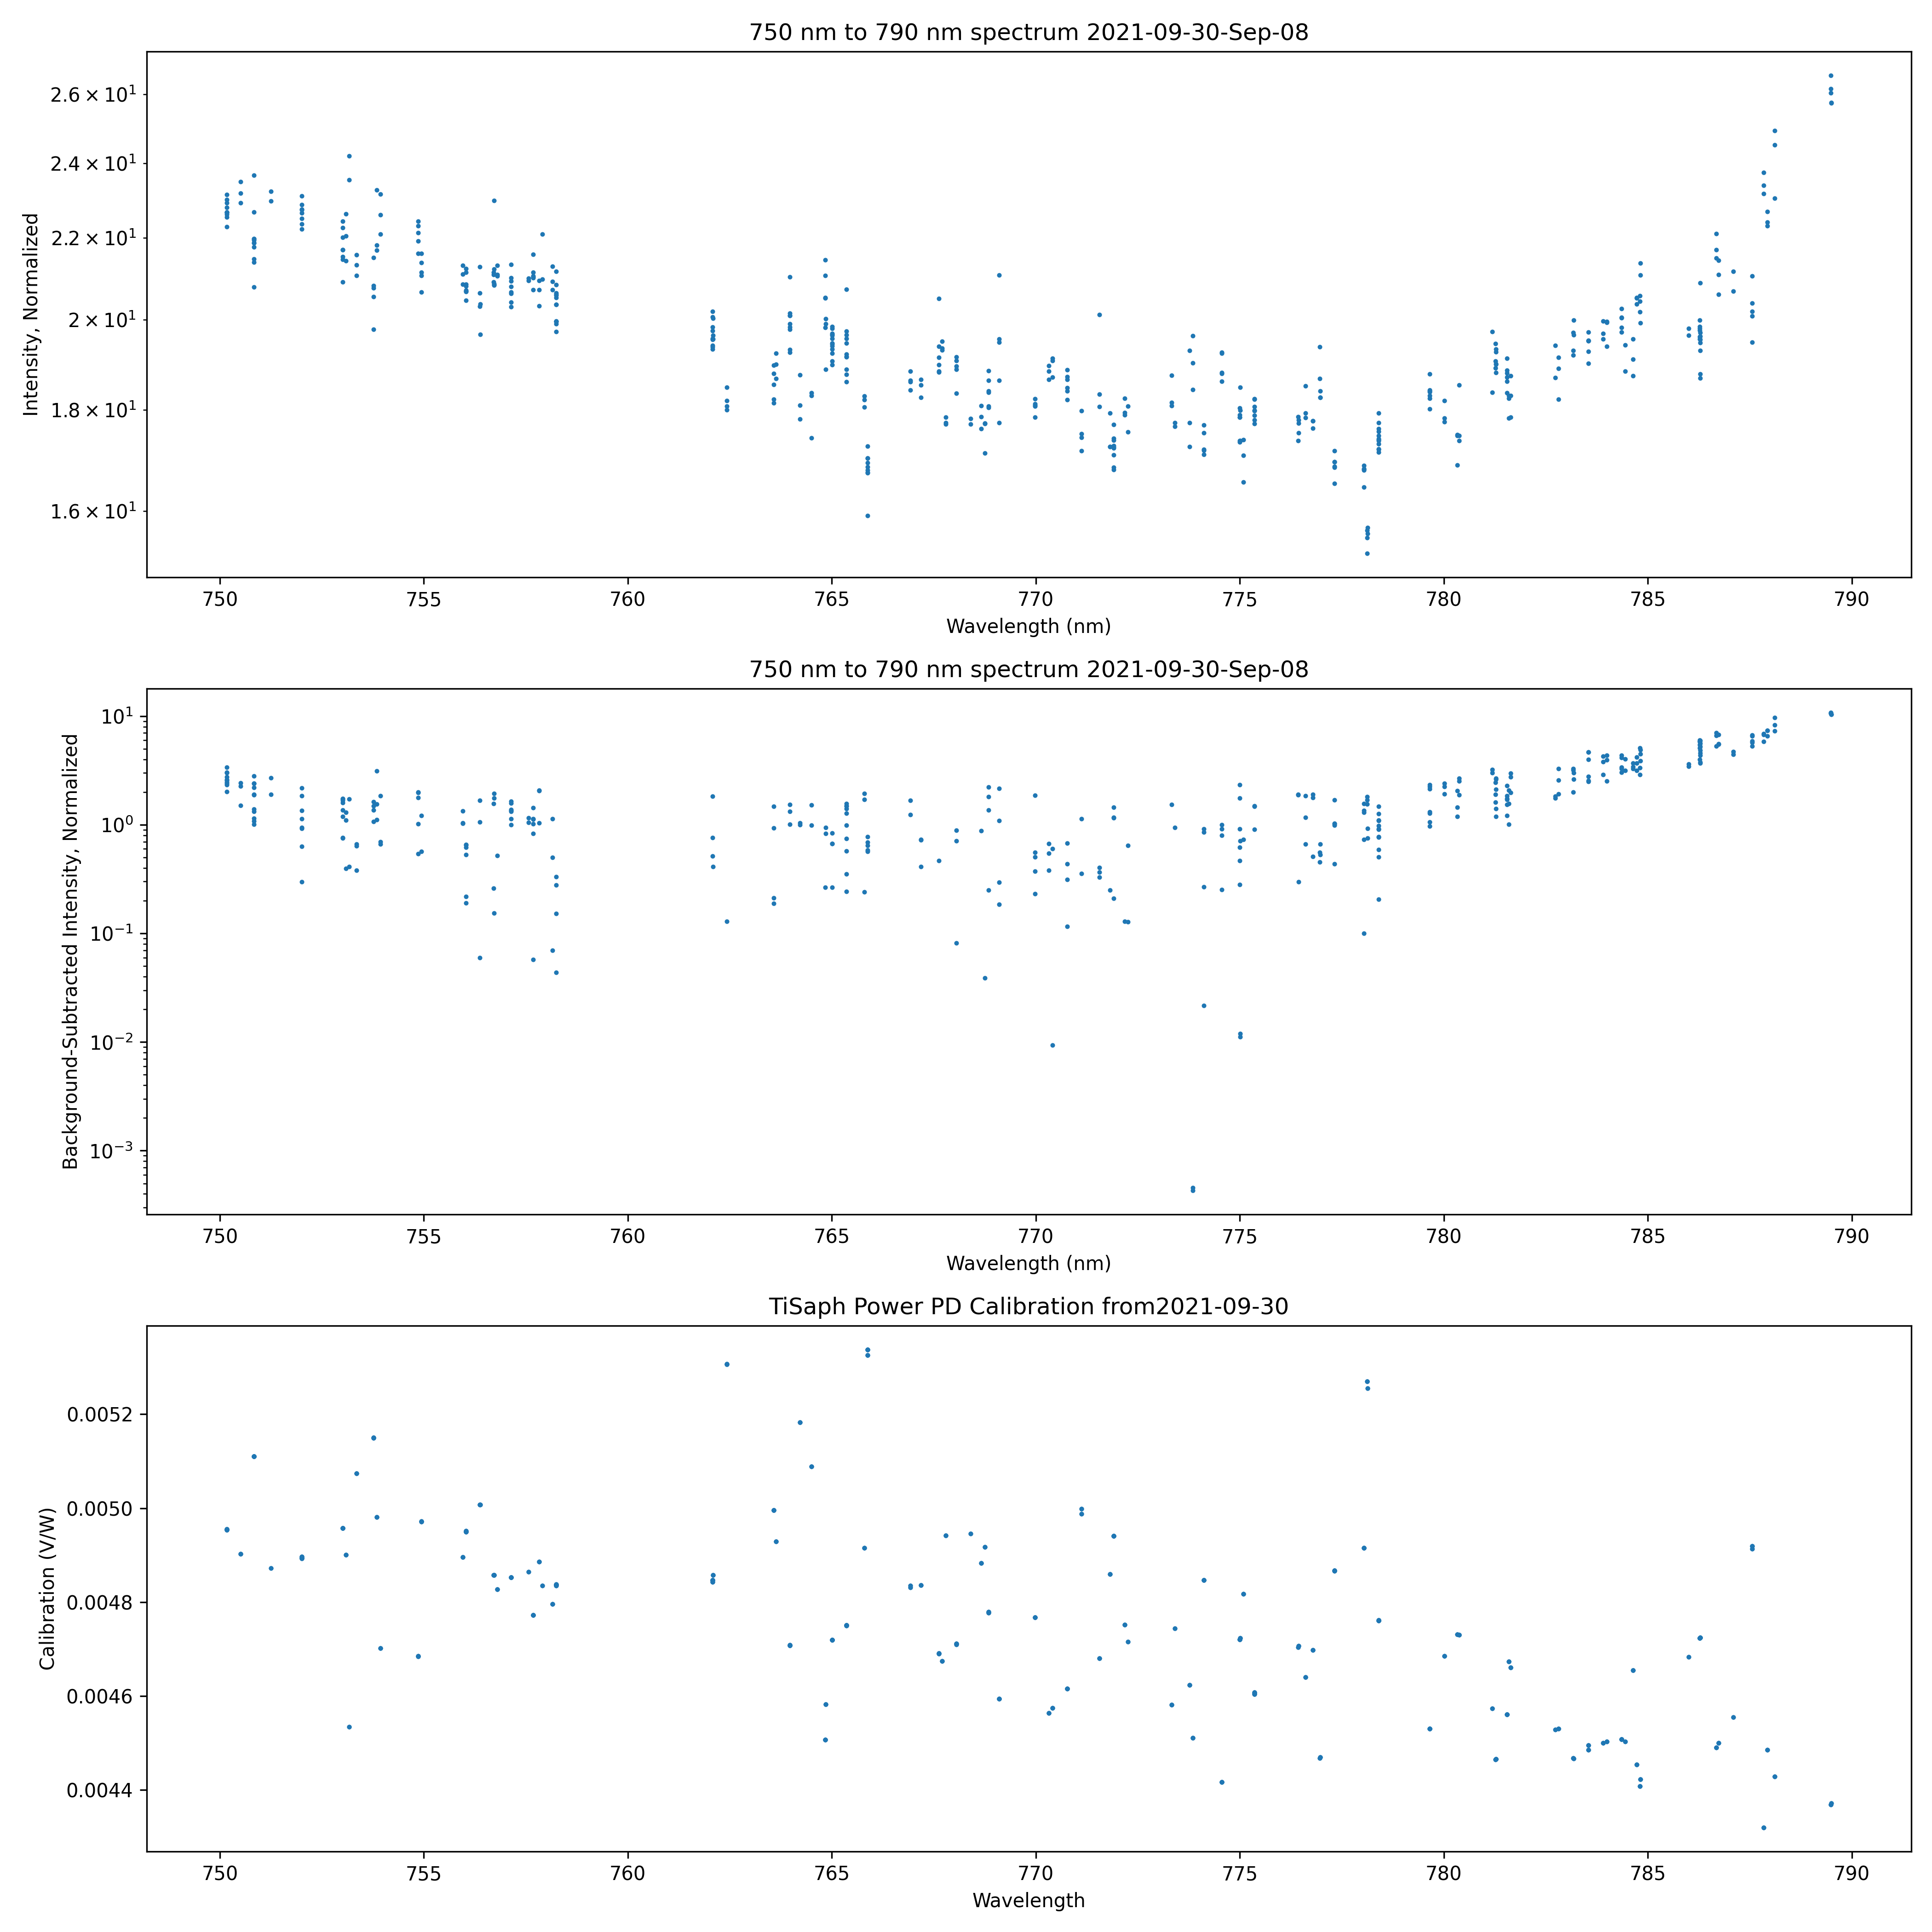 750 nm to 790 nm spectrum 2021-09-30-Sep-08
Intensity, Normalized
2.6 × 10¹
2.4 × 10¹
2.2 × 10¹
2 × 10¹
1.8 × 10¹
1.6 × 10¹
750 755 760 765 770 775 780 785 790
Wavelength (nm)
750 nm to 790 nm spectrum 2021-09-30-Sep-08
Background-Subtracted Intensity, Normalized
10¹
10⁰
10⁻¹
10⁻²
10⁻³
750 755 760 765 770 775 780 785 790
Wavelength (nm)
TiSaph Power PD Calibration from2021-09-30
Calibration (V/W)
0.0052
0.0050
0.0048
0.0046
0.0044
750 755 760 765 770 775 780 785 790
Wavelength